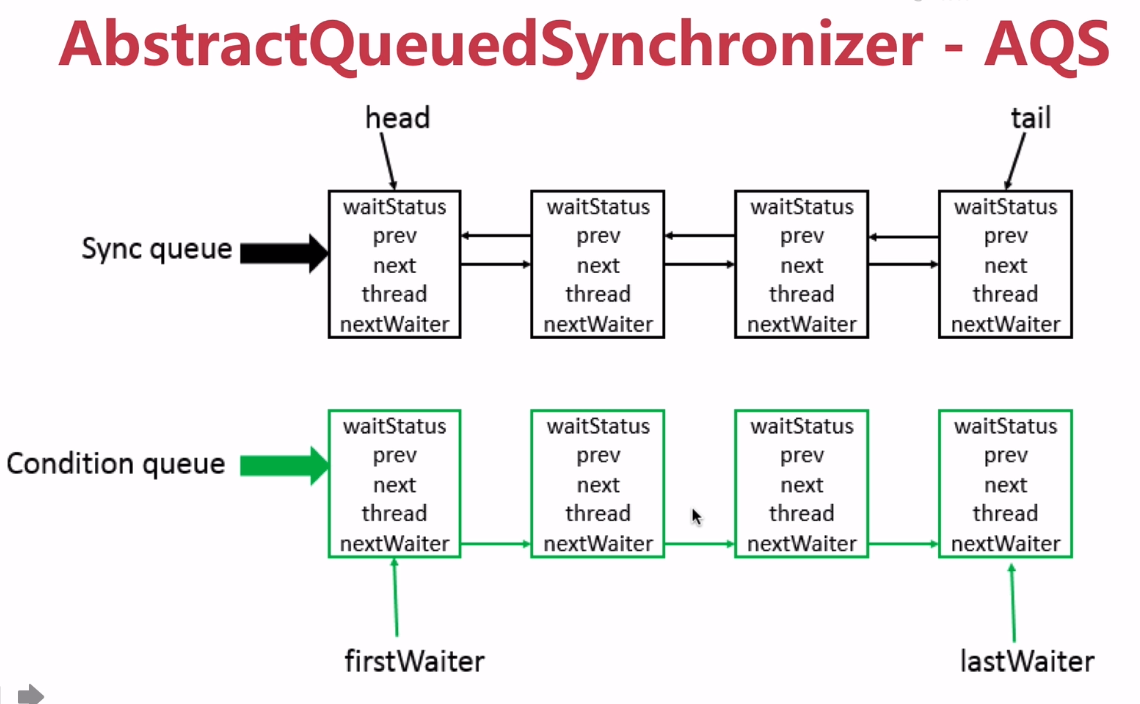 AbstractQueuedSynchronizer - AQS
head
tail
Sync queue
waitStatus
prev
next
thread
nextWaiter
waitStatus
prev
next
thread
nextWaiter
waitStatus
prev
next
thread
nextWaiter
waitStatus
prev
next
thread
nextWaiter
Condition queue
waitStatus
prev
next
thread
nextWaiter
waitStatus
prev
next
thread
nextWaiter
waitStatus
prev
next
thread
nextWaiter
waitStatus
prev
next
thread
nextWaiter
firstWaiter
lastWaiter